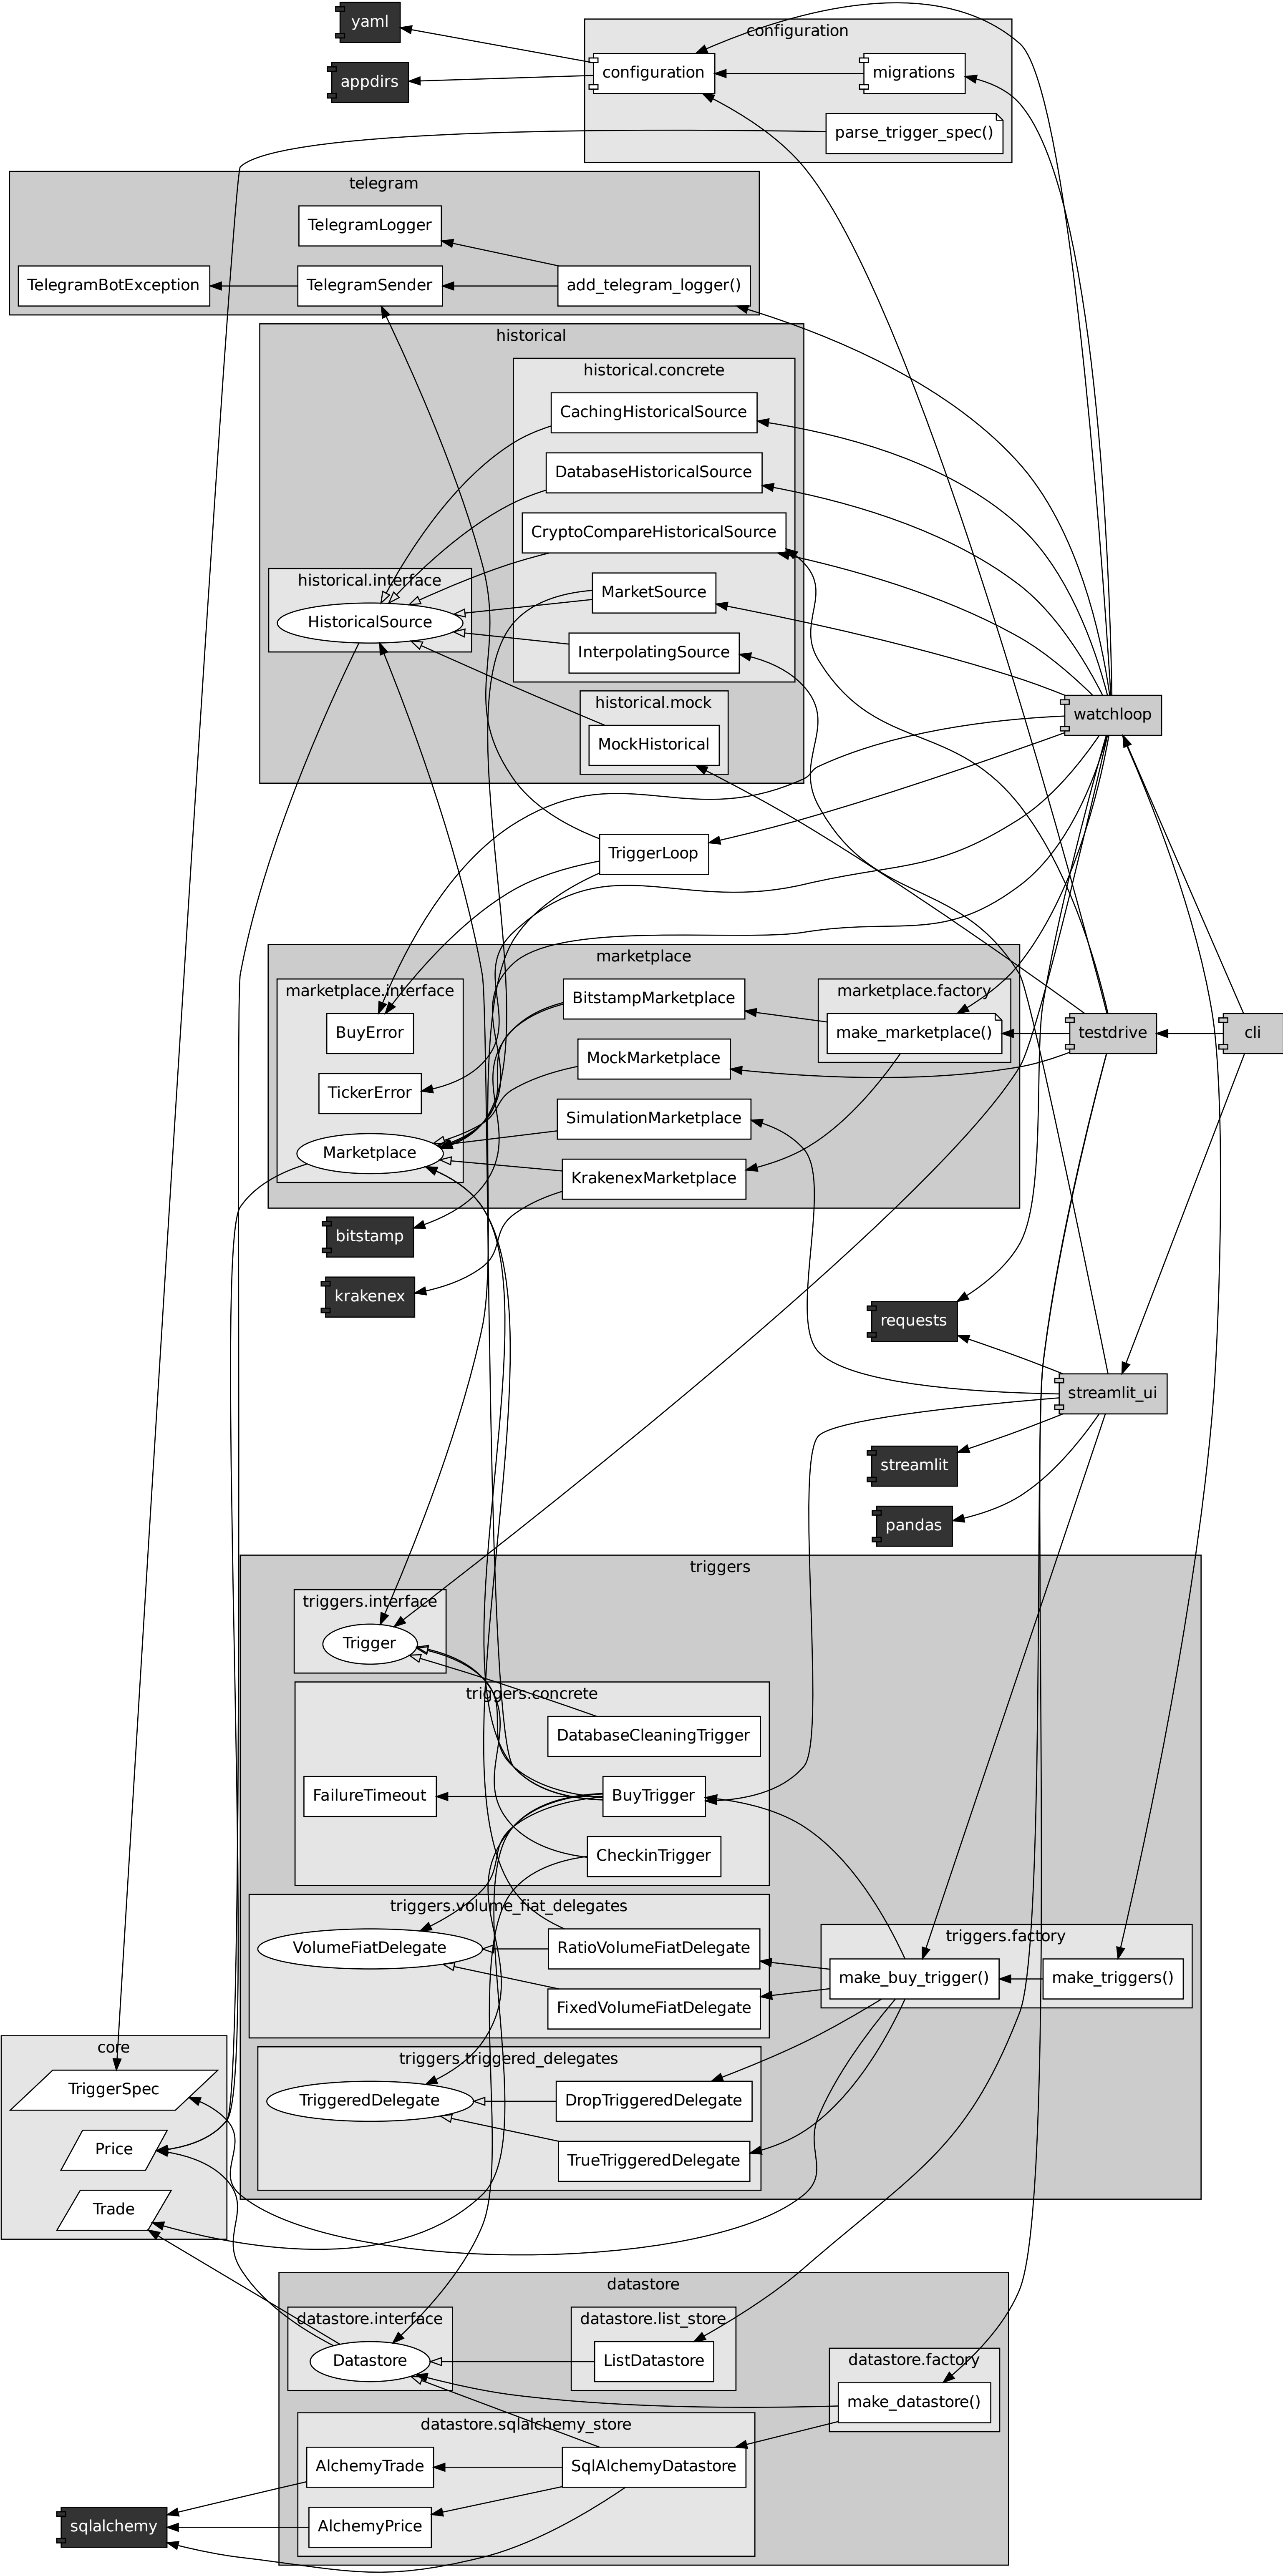 yaml
appdirs
configuration
configuration
migrations
parse_trigger_spec()
telegram
TelegramLogger
TelegramBotException
TelegramSender
add_telegram_logger()
historical
historical.concrete
CachingHistoricalSource
DatabaseHistoricalSource
CryptoCompareHistoricalSource
historical.interface
HistoricalSource
MarketSource
InterpolatingSource
historical.mock
MockHistorical
watchloop
TriggerLoop
marketplace
marketplace.interface
BuyError
TickerError
Marketplace
BitstampMarketplace
MockMarketplace
SimulationMarketplace
KrakenexMarketplace
marketplace.factory
make_marketplace()
testdrive
cli
bitstamp
krakenex
requests
streamlit_ui
streamlit
pandas
triggers
triggers.interface
Trigger
triggers.concrete
DatabaseCleaningTrigger
FailureTimeout
BuyTrigger
CheckinTrigger
triggers.volume_fiat_delegates
VolumeFiatDelegate
RatioVolumeFiatDelegate
FixedVolumeFiatDelegate
triggers.factory
make_buy_trigger()
make_triggers()
triggers.triggered_delegates
TriggeredDelegate
DropTriggeredDelegate
TrueTriggeredDelegate
core
TriggerSpec
Price
Trade
datastore
datastore.interface
Datastore
datastore.list_store
ListDatastore
datastore.factory
make_datastore()
datastore.sqlalchemy_store
AlchemyTrade
SqlAlchemyDatastore
AlchemyPrice
sqlalchemy